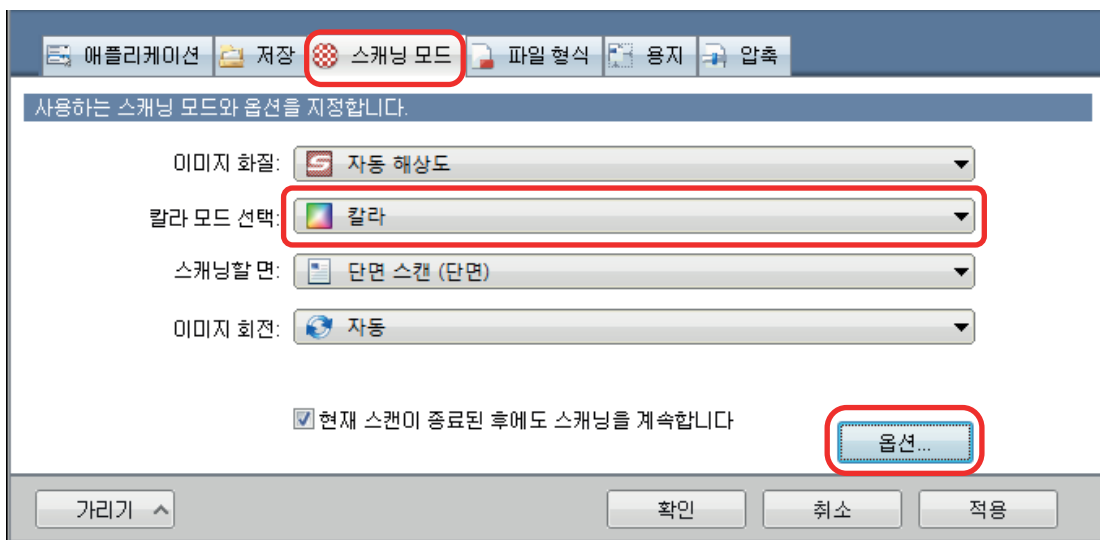 애플리케이션 저장 스캐닝 모드 파일 형식 용지 압축
사용하는 스캐닝 모드와 옵션을 지정합니다.
이미지 화질: 자동 해상도
칼라 모드 선택: 칼라
스캐닝할 면: 단면 스캔 (단면)
이미지 회전: 자동
현재 스캔이 종료된 후에도 스캐닝을 계속합니다
옵션...
가리기 확인 취소 적용